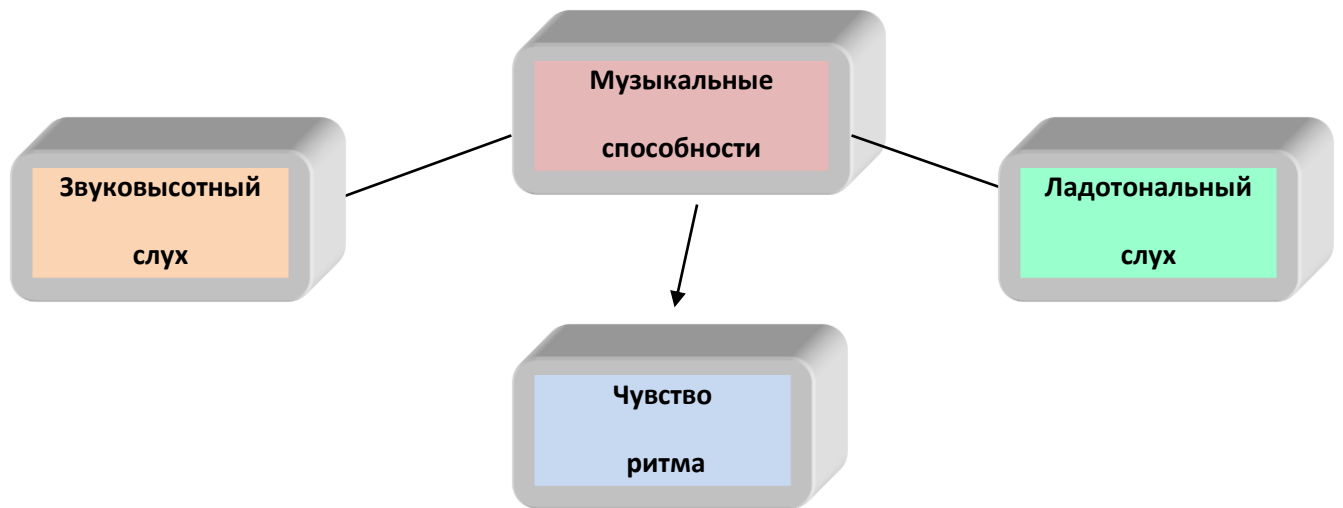 Музыкальные
способности
Звуковысотный
слух
Ладотональный
слух
Чувство
ритма